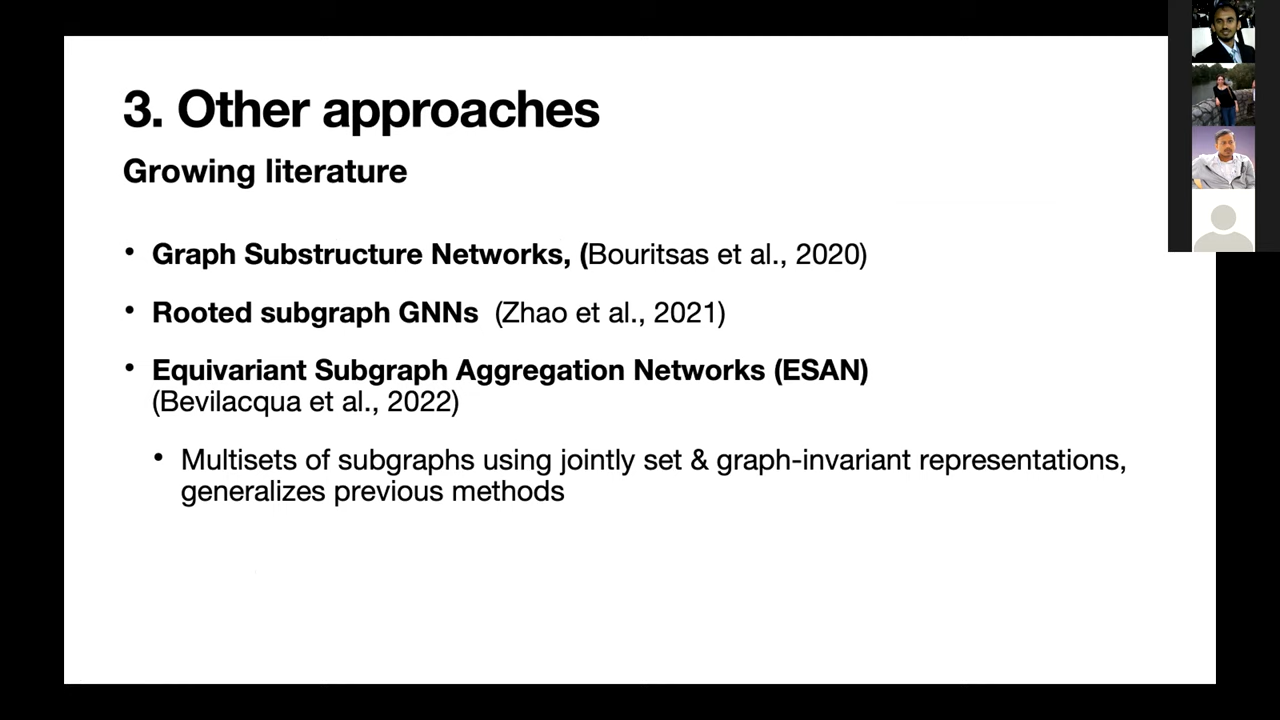 3. Other approaches
Growing literature
• Graph Substructure Networks, (Bouritsas et al., 2020)
• Rooted subgraph GNNs (Zhao et al., 2021)
• Equivariant Subgraph Aggregation Networks (ESAN)
(Bevilacqua et al., 2022)
• Multisets of subgraphs using jointly set & graph-invariant representations,
generalizes previous methods